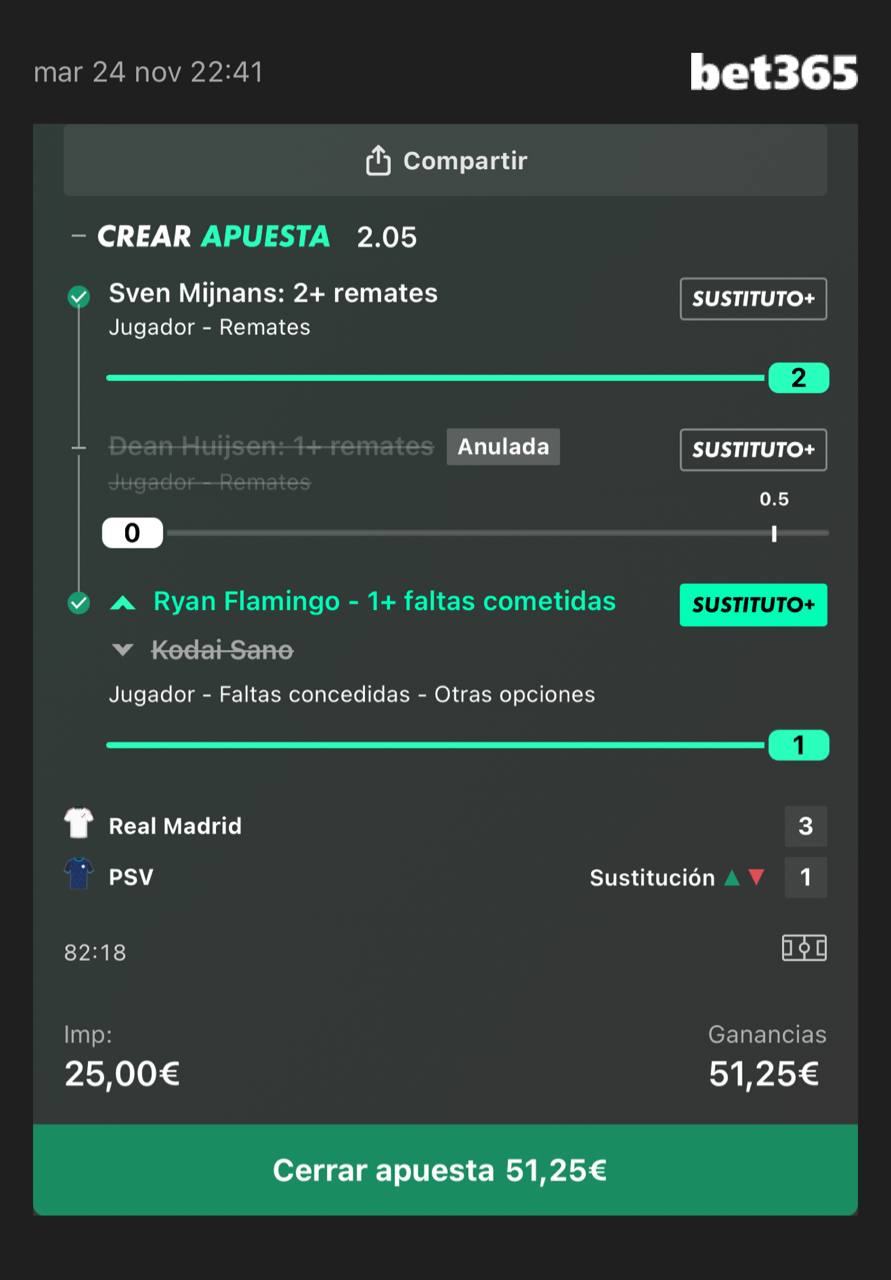 mar 24 nov 22:41
bet365
Compartir
CREAR APUESTA 2.05
Sven Mijnans: 2+ remates SUSTITUTO+
Jugador - Remates
2
Dean Huijsen: 1+ remates Anulada SUSTITUTO+
Jugador - Remates
0.5
0
Ryan Flamingo - 1+ faltas cometidas SUSTITUTO+
Kodai Sano
Jugador - Faltas concedidas - Otras opciones
1
Real Madrid 3
PSV Sustitución 1
82:18
Imp: Ganancias
25,00€ 51,25€
Cerrar apuesta 51,25€